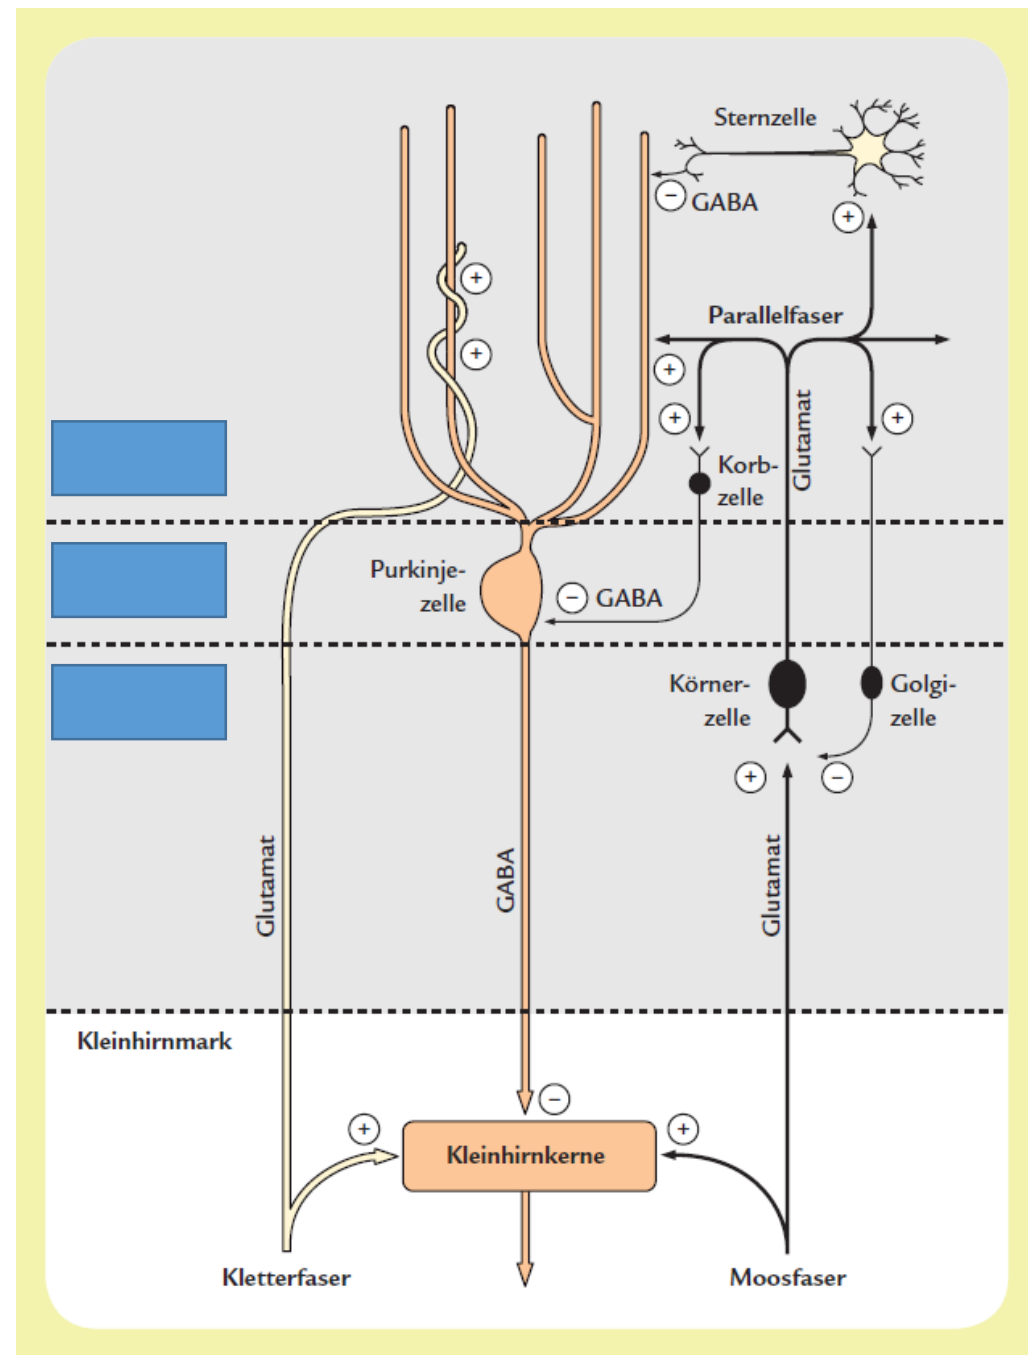 Sternzelle
− GABA
+
+
+
Parallelfaser
+
+
+
Glutamat
Korb-
zelle
Purkinje-
zelle
− GABA
Körner-
zelle
Golgi-
zelle
+
−
Glutamat
GABA
Glutamat
Kleinhirnmark
−
+
+
Kleinhirnkerne
Kletterfaser
Moosfaser